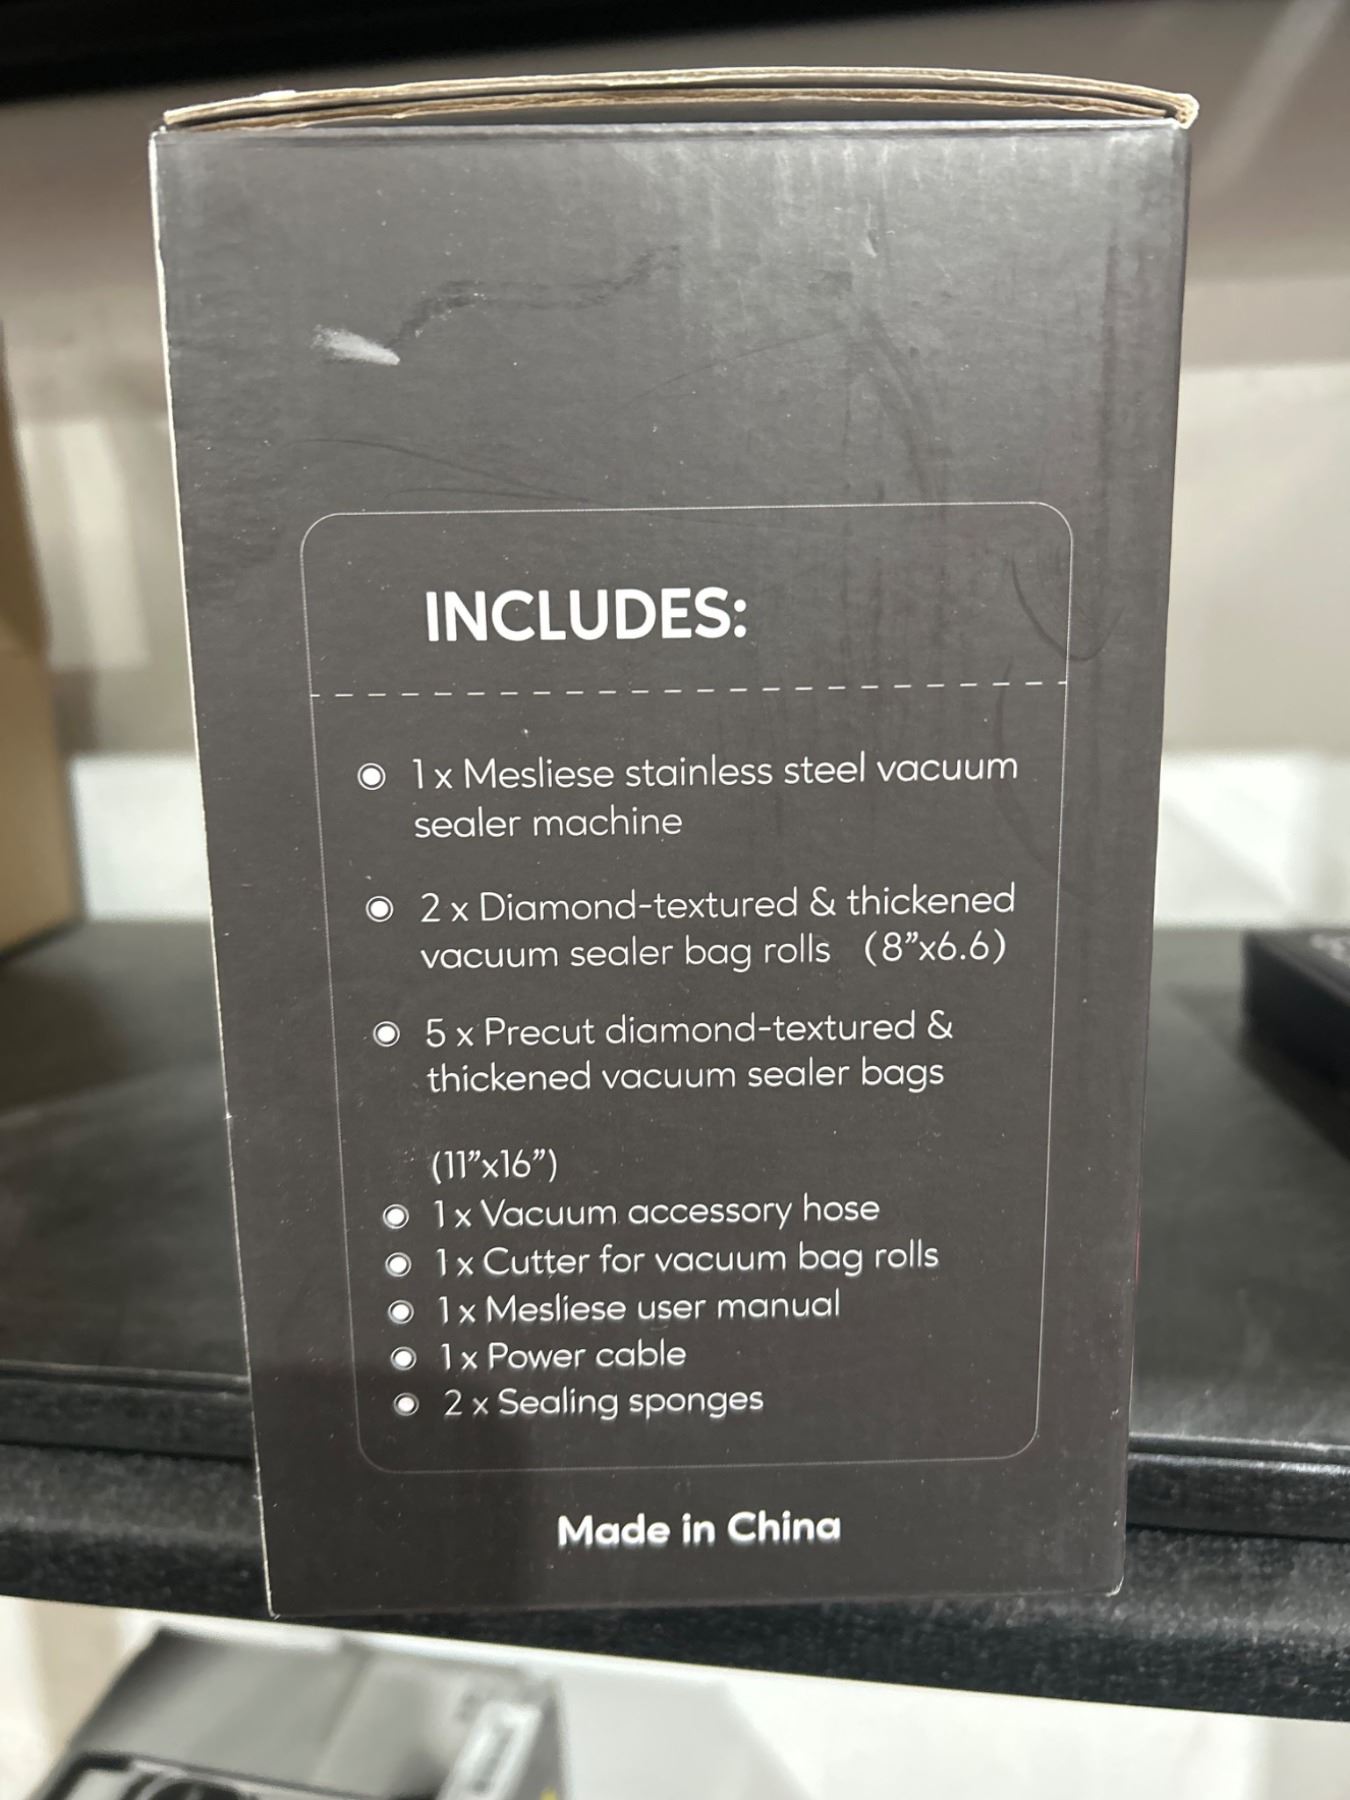 INCLUDES:
1 x Mesliese stainless steel vacuum
sealer machine
2 x Diamond-textured & thickened
vacuum sealer bag rolls (8”x6.6)
5 x Precut diamond-textured &
thickened vacuum sealer bags
(11”x16”)
1 x Vacuum accessory hose
1 x Cutter for vacuum bag rolls
1 x Mesliese user manual
1 x Power cable
2 x Sealing sponges
Made in China